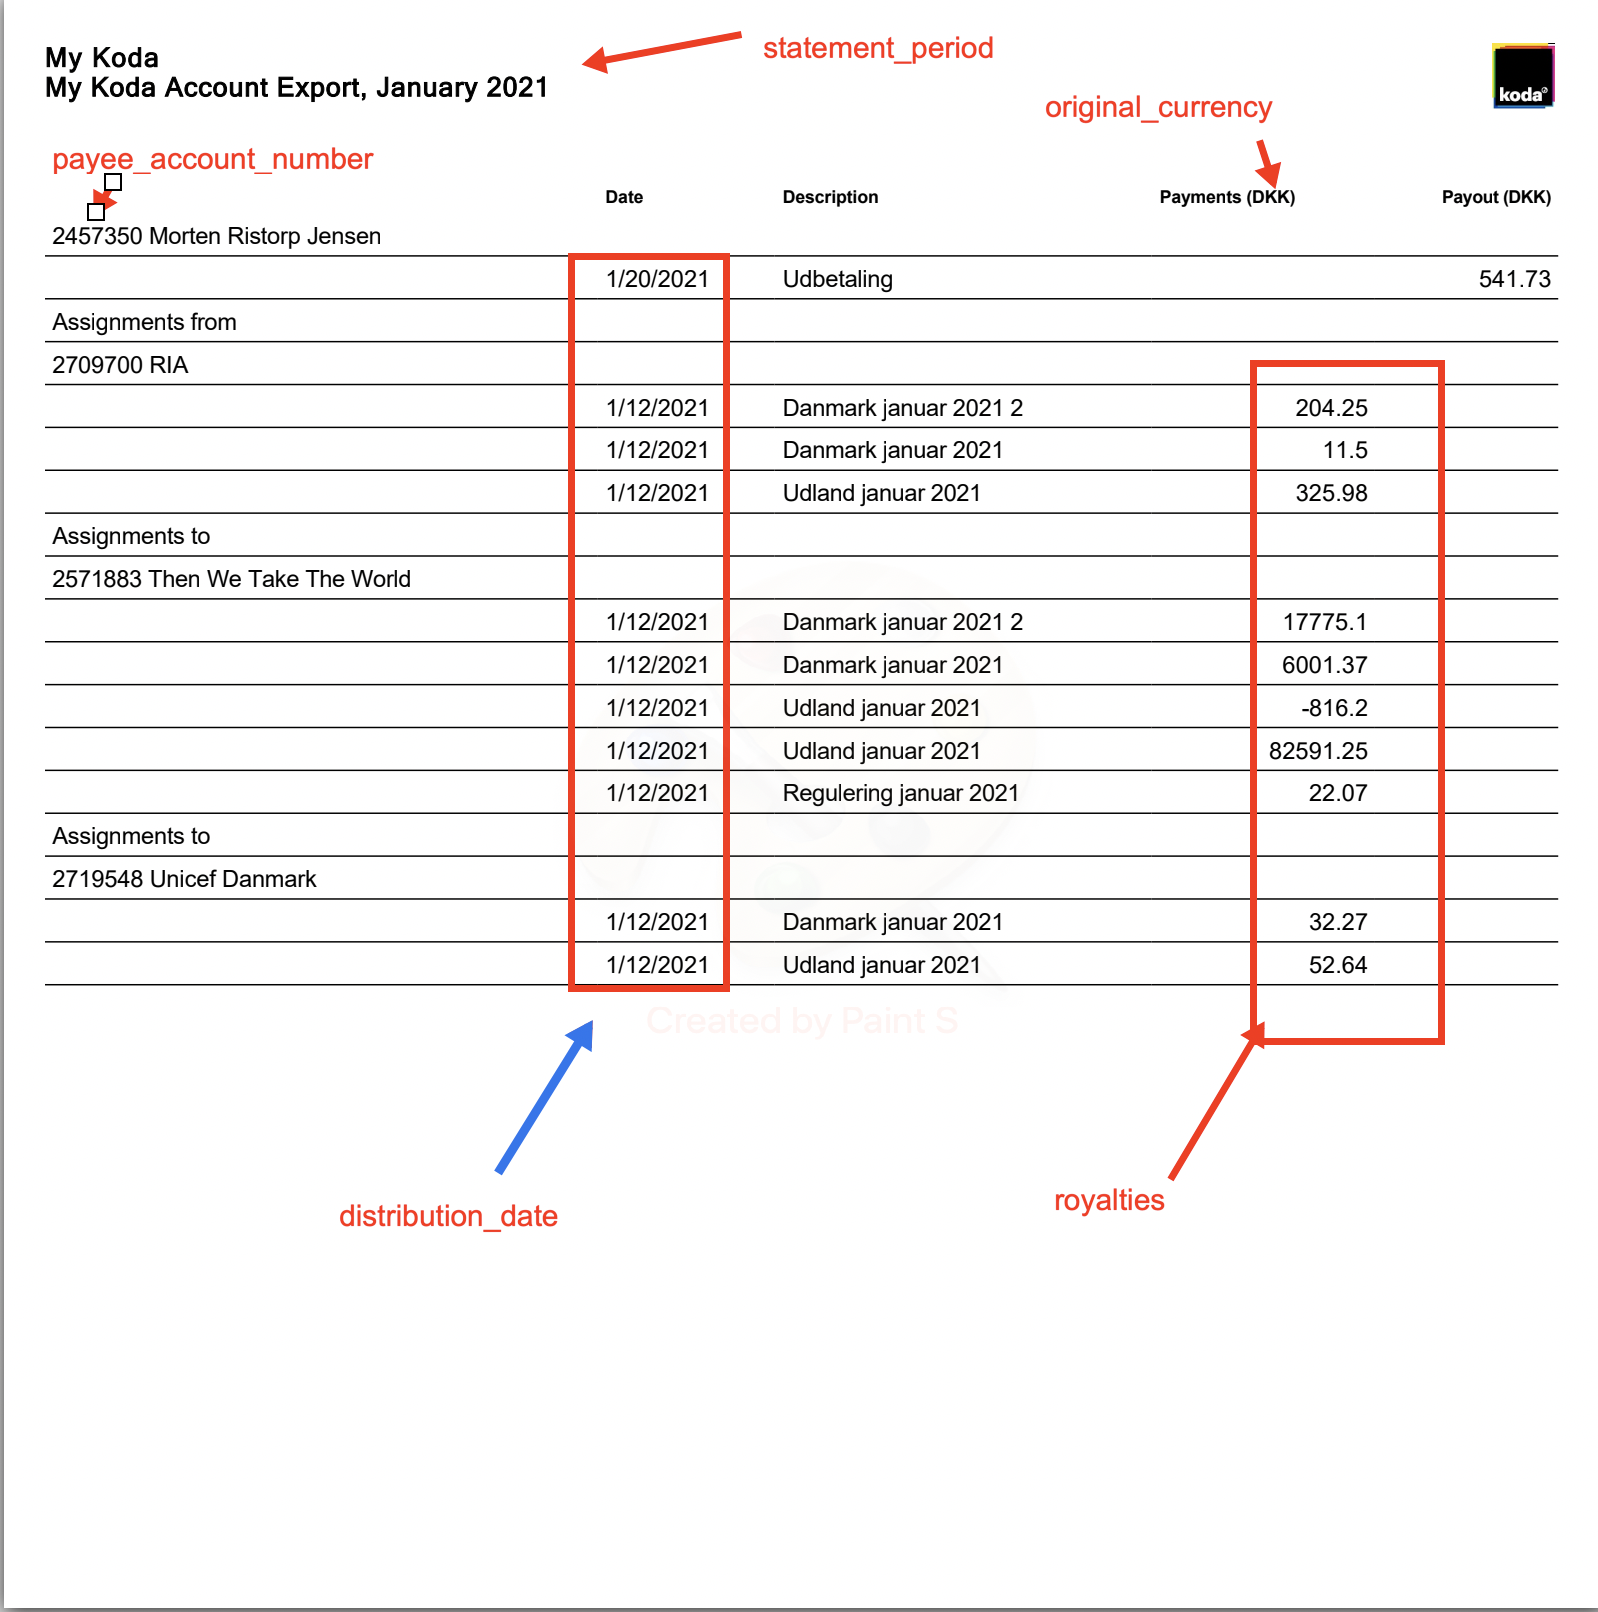 My Koda
My Koda Account Export, January 2021
statement_period
koda
original_currency
payee_account_number
Date Description Payments (DKK) Payout (DKK)
2457350 Morten Ristorp Jensen
1/20/2021 Udbetaling 541.73
Assignments from
2709700 RIA
1/12/2021 Danmark januar 2021 2 204.25
1/12/2021 Danmark januar 2021 11.5
1/12/2021 Udland januar 2021 325.98
Assignments to
2571883 Then We Take The World
1/12/2021 Danmark januar 2021 2 17775.1
1/12/2021 Danmark januar 2021 6001.37
1/12/2021 Udland januar 2021 -816.2
1/12/2021 Udland januar 2021 82591.25
1/12/2021 Regulering januar 2021 22.07
Assignments to
2719548 Unicef Danmark
1/12/2021 Danmark januar 2021 32.27
1/12/2021 Udland januar 2021 52.64
Created by Paint S
distribution_date
royalties